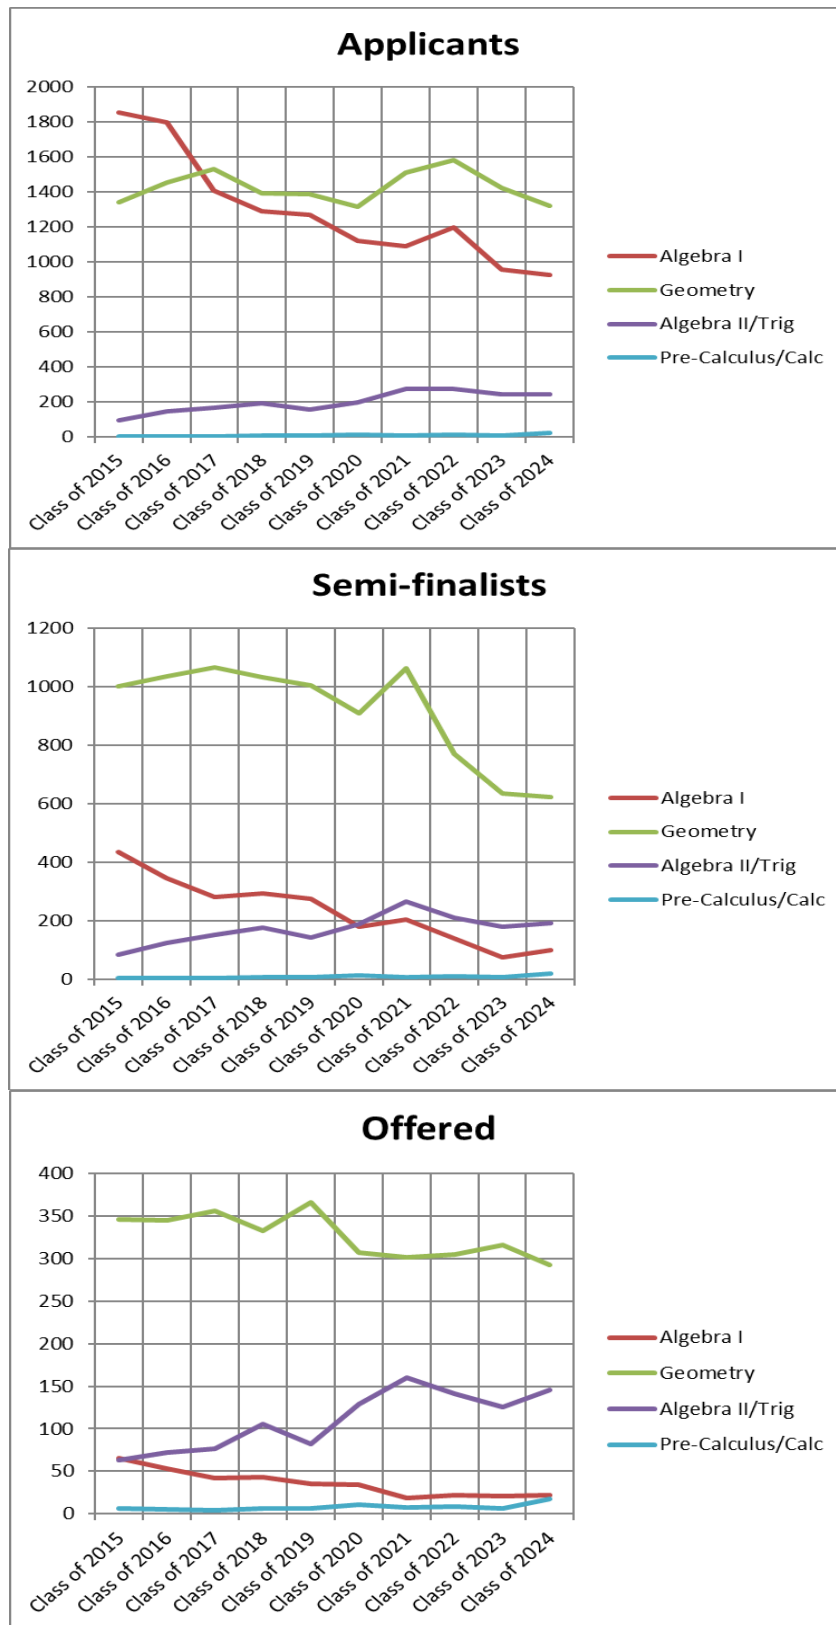 Applicants
2000
1800
1600
1400
1200
1000
800
600
400
200
0
Class of 2015
Class of 2016
Class of 2017
Class of 2018
Class of 2019
Class of 2020
Class of 2021
Class of 2022
Class of 2023
Class of 2024
Algebra I
Geometry
Algebra II/Trig
Pre-Calculus/Calc
Semi-finalists
1200
1000
800
600
400
200
0
Class of 2015
Class of 2016
Class of 2017
Class of 2018
Class of 2019
Class of 2020
Class of 2021
Class of 2022
Class of 2023
Class of 2024
Algebra I
Geometry
Algebra II/Trig
Pre-Calculus/Calc
Offered
400
350
300
250
200
150
100
50
0
Class of 2015
Class of 2016
Class of 2017
Class of 2018
Class of 2019
Class of 2020
Class of 2021
Class of 2022
Class of 2023
Class of 2024
Algebra I
Geometry
Algebra II/Trig
Pre-Calculus/Calc